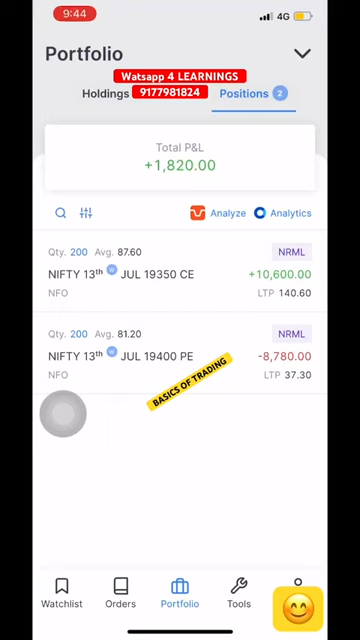 9:44
4G
Portfolio
Watsapp 4 LEARNINGS
Holdings 9177981824 Positions 2
Total P&L
+1,820.00
Analyze Analytics
Qty. 200 Avg. 87.60 NRML
NIFTY 13th W JUL 19350 CE +10,600.00
NFO LTP 140.60
Qty. 200 Avg. 81.20 NRML
NIFTY 13th W JUL 19400 PE -8,780.00
NFO LTP 37.30
BASICS OF TRADING
Watchlist Orders Portfolio Tools